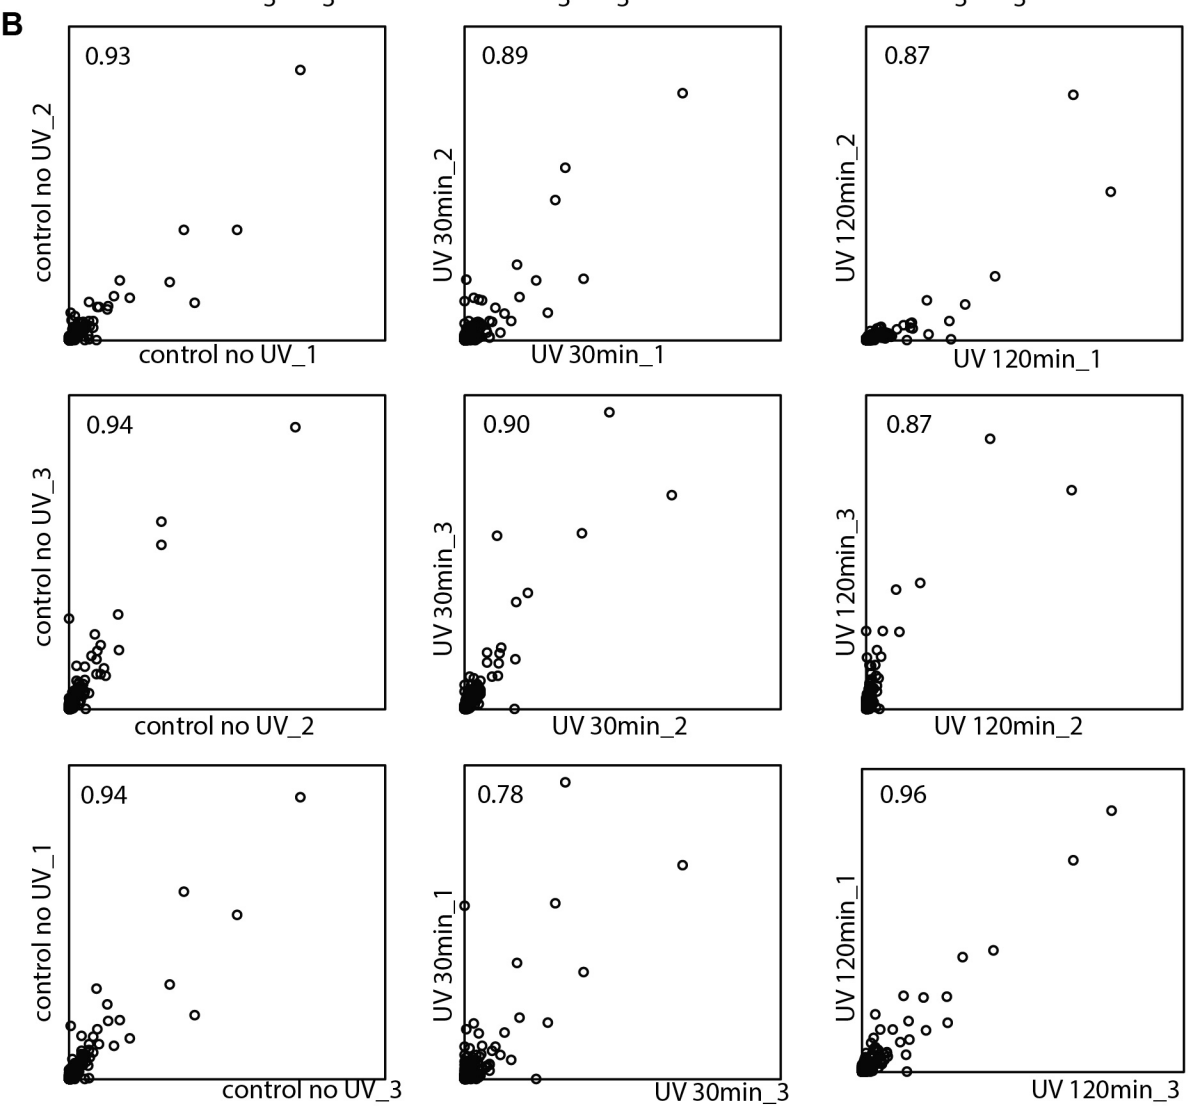 B
0.93
control no UV_2
control no UV_1
0.89
UV 30min_2
UV 30min_1
0.87
UV 120min_2
UV 120min_1
0.94
control no UV_3
control no UV_2
0.90
UV 30min_3
UV 30min_2
0.87
UV 120min_3
UV 120min_2
0.94
control no UV_1
control no UV_3
0.78
UV 30min_1
UV 30min_3
0.96
UV 120min_1
UV 120min_3